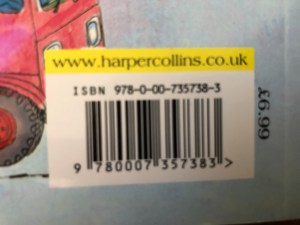 www.harpercollins.co.uk
ISBN 978-0-00-735738-3
9 780007 357383 >
£6.99